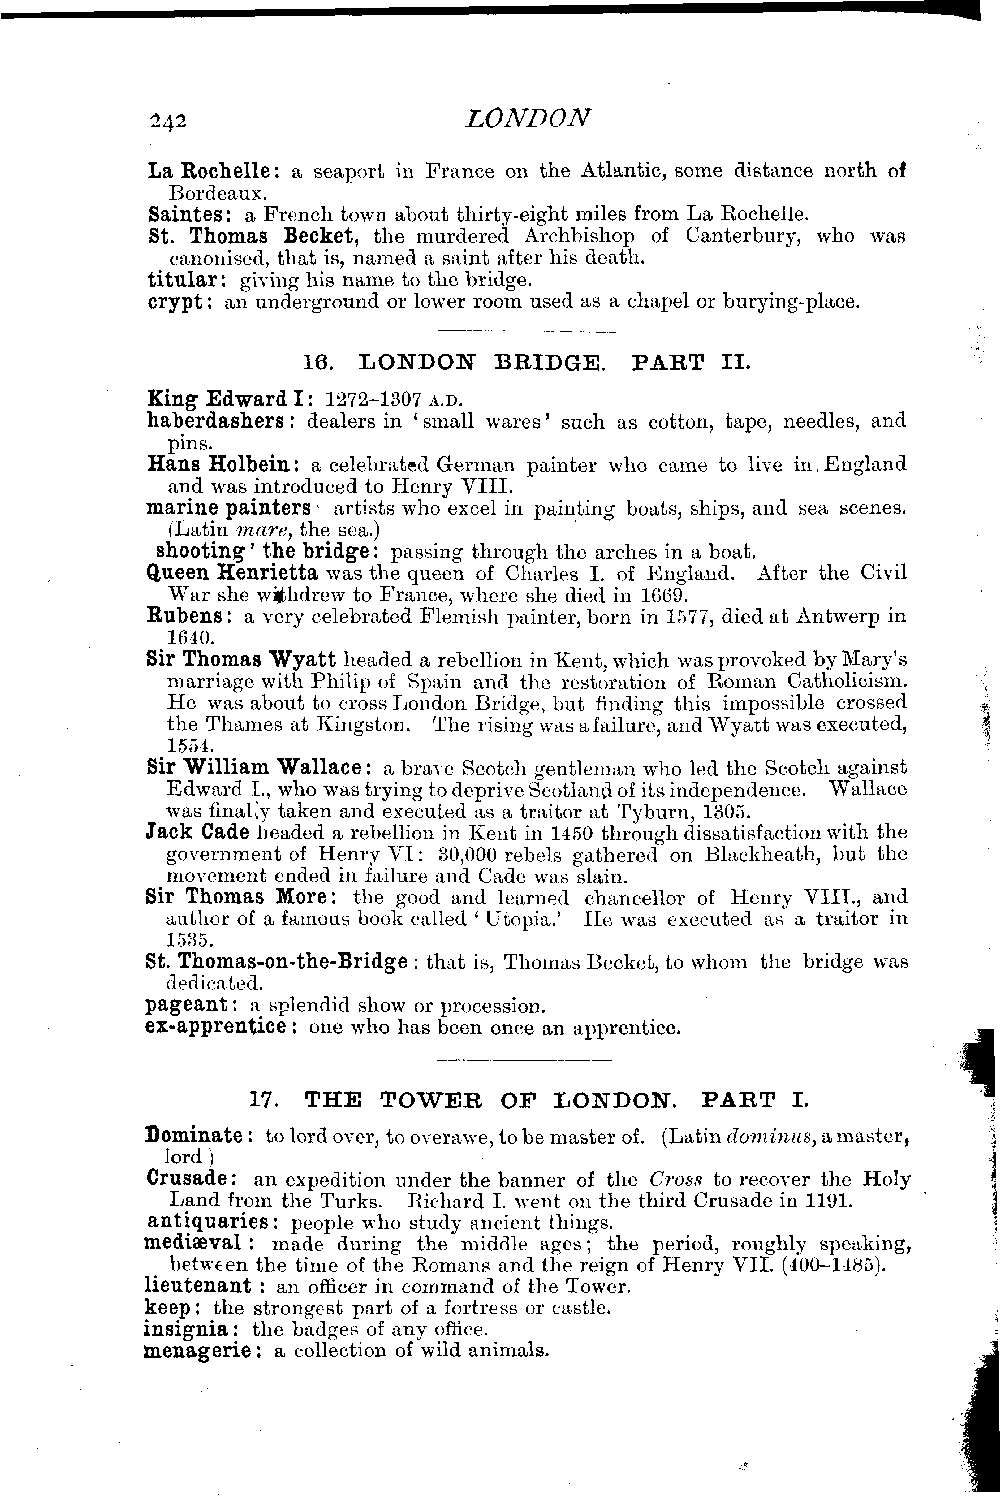 242 LONDON
La Rochelle: a seaport in France on the Atlantic, some distance north of
Bordeaux.
Saintes: a French town about thirty-eight miles from La Rochelle.
St. Thomas Becket, the murdered Archbishop of Canterbury, who was
canonised, that is, named a saint after his death.
titular: giving his name to the bridge.
crypt: an underground or lower room used as a chapel or burying-place.
16. LONDON BRIDGE. PART II.
King Edward I: 1272–1307 A.D.
haberdashers: dealers in ‘small wares’ such as cotton, tape, needles, and
pins.
Hans Holbein: a celebrated German painter who came to live in England
and was introduced to Henry VIII.
marine painters· artists who excel in painting boats, ships, and sea scenes.
(Latin mare, the sea.)
shooting’ the bridge: passing through the arches in a boat.
Queen Henrietta was the queen of Charles I. of England. After the Civil
War she withdrew to France, where she died in 1669.
Rubens: a very celebrated Flemish painter, born in 1577, died at Antwerp in
1640.
Sir Thomas Wyatt headed a rebellion in Kent, which was provoked by Mary's
marriage with Philip of Spain and the restoration of Roman Catholicism.
He was about to cross London Bridge, but finding this impossible crossed
the Thames at Kingston. The rising was a failure, and Wyatt was executed,
1554.
Sir William Wallace: a brave Scotch gentleman who led the Scotch against
Edward I., who was trying to deprive Scotland of its independence. Wallace
was finally taken and executed as a traitor at Tyburn, 1305.
Jack Cade headed a rebellion in Kent in 1450 through dissatisfaction with the
government of Henry VI: 30,000 rebels gathered on Blackheath, but the
movement ended in failure and Cade was slain.
Sir Thomas More: the good and learned chancellor of Henry VIII., and
author of a famous book called ‘Utopia.’ He was executed as a traitor in
1535.
St. Thomas-on-the-Bridge: that is, Thomas Becket, to whom the bridge was
dedicated.
pageant: a splendid show or procession.
ex-apprentice: one who has been once an apprentice.
17. THE TOWER OF LONDON. PART I.
Dominate: to lord over, to overawe, to be master of. (Latin dominus, a master,
lord )
Crusade: an expedition under the banner of the Cross to recover the Holy
Land from the Turks. Richard I. went on the third Crusade in 1191.
antiquaries: people who study ancient things.
mediæval: made during the middle ages; the period, roughly speaking,
between the time of the Romans and the reign of Henry VII. (400–1485).
lieutenant: an officer in command of the Tower.
keep: the strongest part of a fortress or castle.
insignia: the badges of any office.
menagerie: a collection of wild animals.